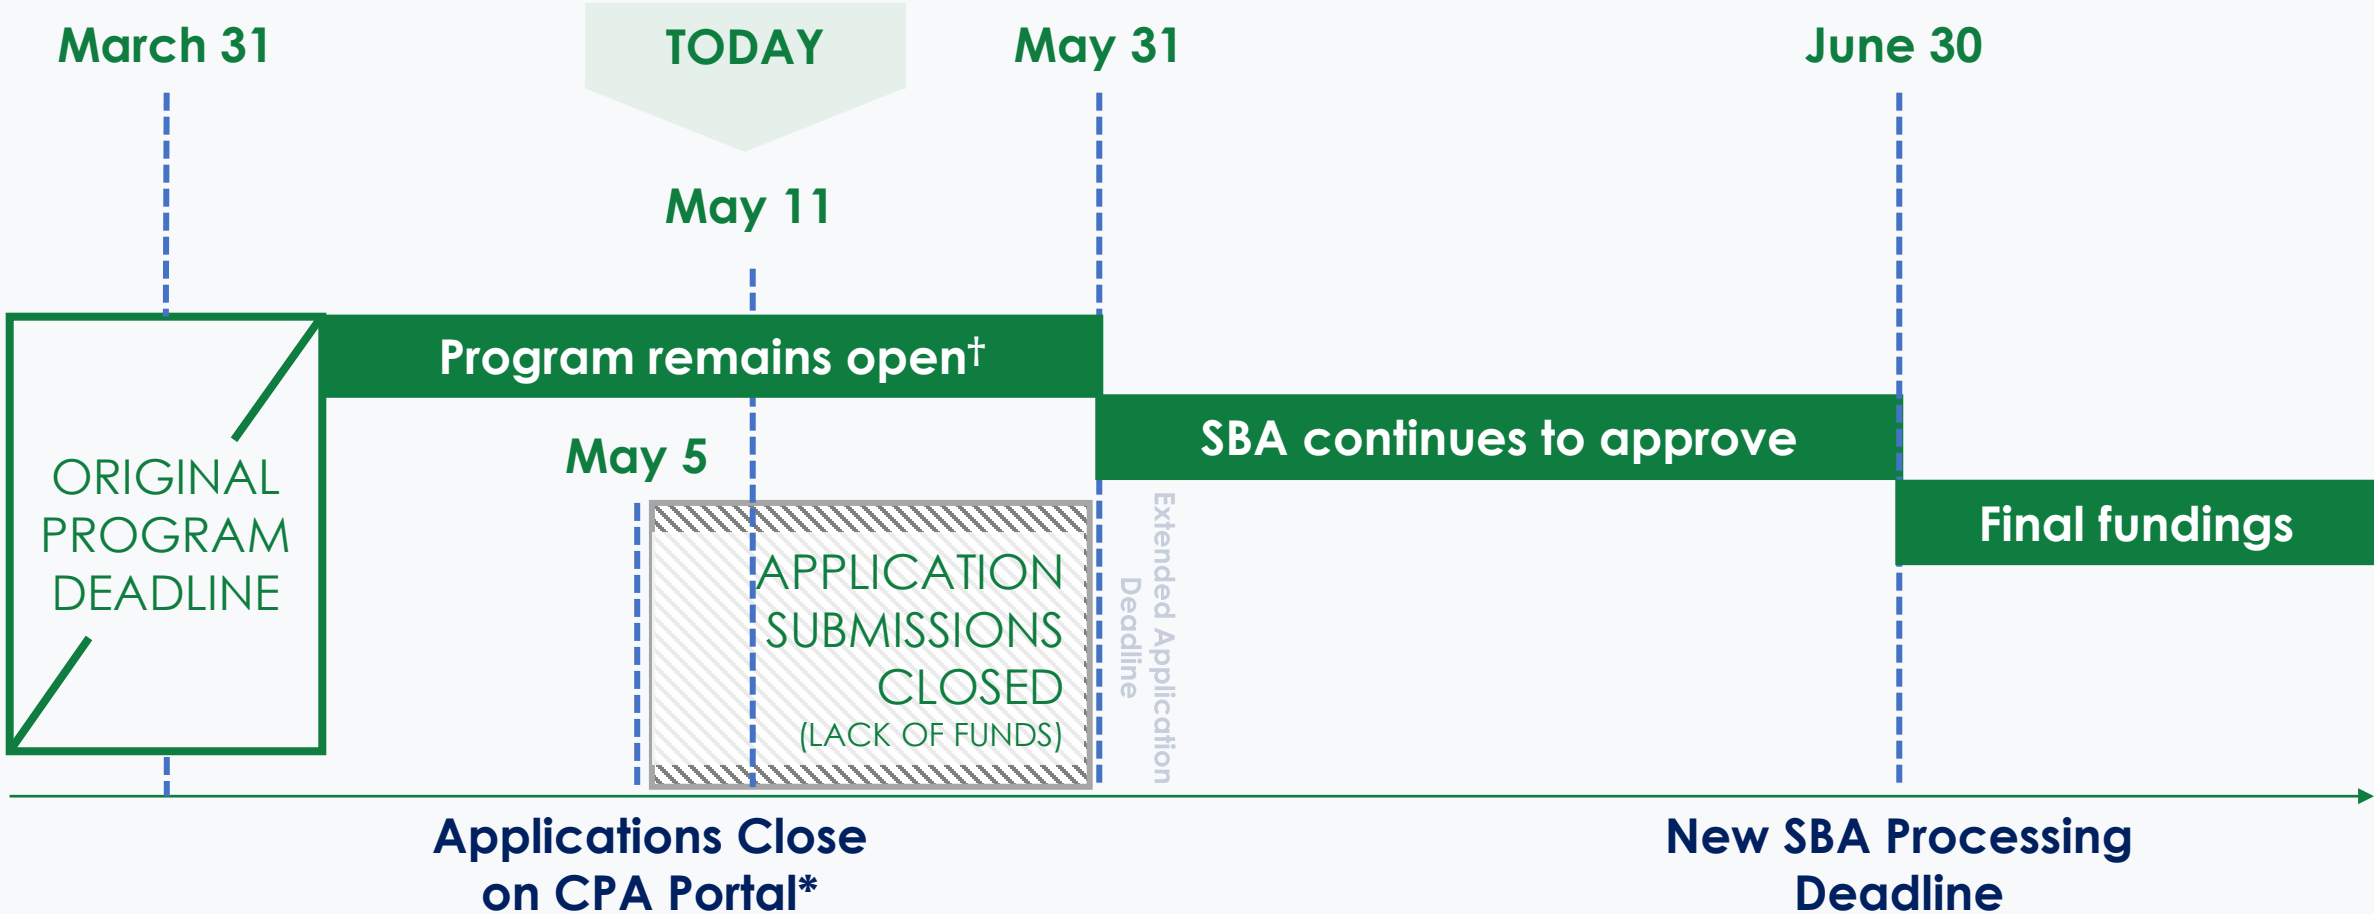 March 31
TODAY
May 31
June 30
May 11
Program remains open†
SBA continues to approve
May 5
ORIGINAL
PROGRAM
DEADLINE
Final fundings
APPLICATION
SUBMISSIONS
CLOSED
(LACK OF FUNDS)
Extended Application
Deadline
Applications Close
on CPA Portal*
New SBA Processing
Deadline